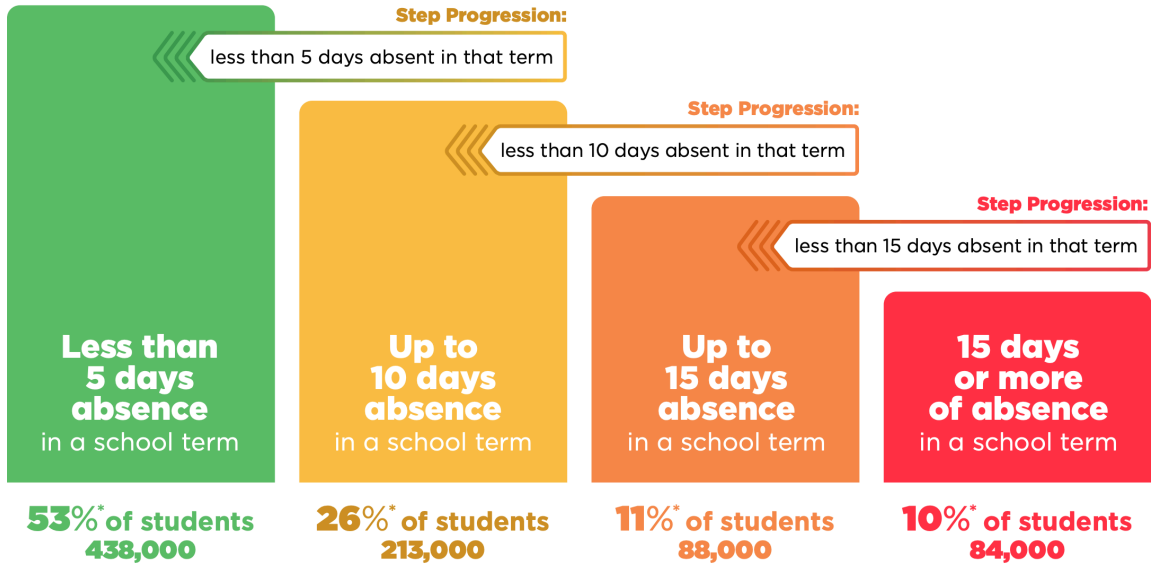 Step Progression:
less than 5 days absent in that term
Step Progression:
less than 10 days absent in that term
Step Progression:
less than 15 days absent in that term
Less than
5 days
absence
in a school term
53%* of students
438,000
Up to
10 days
absence
in a school term
26%* of students
213,000
Up to
15 days
absence
in a school term
11%* of students
88,000
15 days
or more
of absence
in a school term
10%* of students
84,000